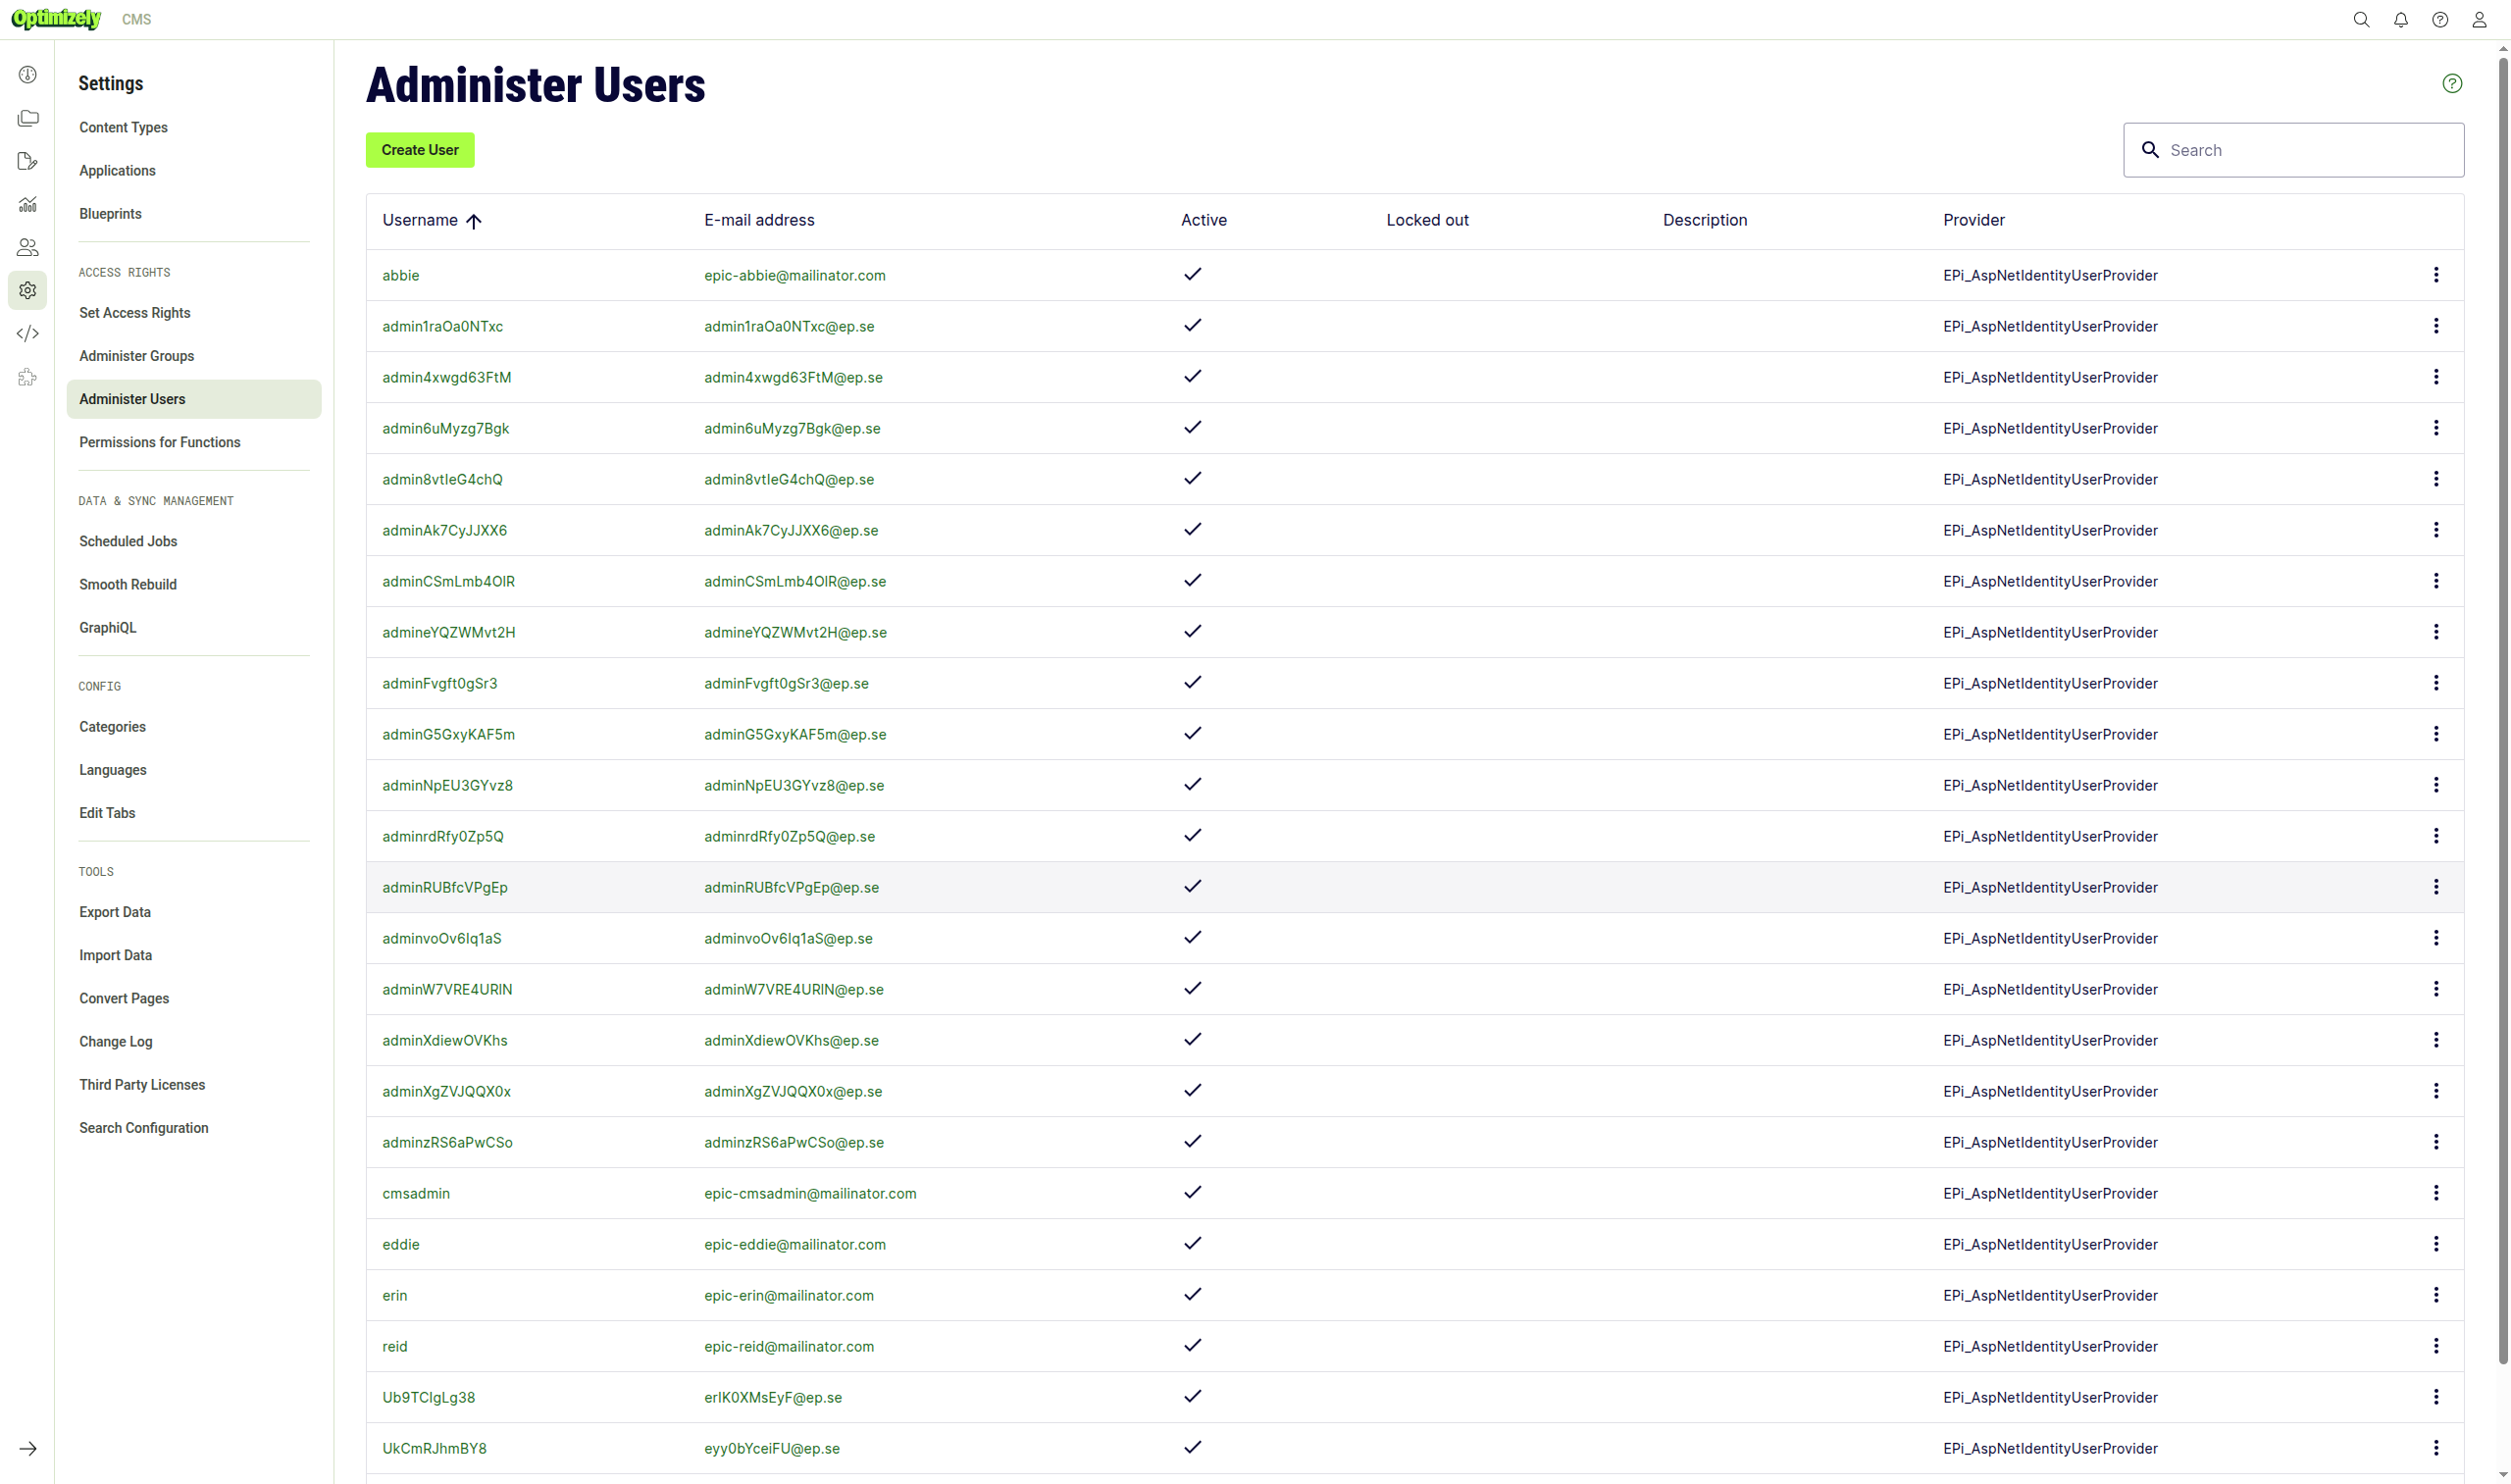 Optimizely CMS
Settings
Content Types
Applications
Blueprints
ACCESS RIGHTS
Set Access Rights
Administer Groups
Administer Users
Permissions for Functions
DATA & SYNC MANAGEMENT
Scheduled Jobs
Smooth Rebuild
GraphiQL
CONFIG
Categories
Languages
Edit Tabs
TOOLS
Export Data
Import Data
Convert Pages
Change Log
Third Party Licenses
Search Configuration
Administer Users
Create User
Search
Username E-mail address Active Locked out Description Provider
abbie epic-abbie@mailinator.com EPi_AspNetIdentityUserProvider
admin1raOa0NTxc admin1raOa0NTxc@ep.se EPi_AspNetIdentityUserProvider
admin4xwgd63FtM admin4xwgd63FtM@ep.se EPi_AspNetIdentityUserProvider
admin6uMyzg7Bgk admin6uMyzg7Bgk@ep.se EPi_AspNetIdentityUserProvider
admin8vtIeG4chQ admin8vtIeG4chQ@ep.se EPi_AspNetIdentityUserProvider
adminAk7CyJJXX6 adminAk7CyJJXX6@ep.se EPi_AspNetIdentityUserProvider
adminCSmLmb4OIR adminCSmLmb4OIR@ep.se EPi_AspNetIdentityUserProvider
admineYQZWMvt2H admineYQZWMvt2H@ep.se EPi_AspNetIdentityUserProvider
adminFvgft0gSr3 adminFvgft0gSr3@ep.se EPi_AspNetIdentityUserProvider
adminG5GxyKAF5m adminG5GxyKAF5m@ep.se EPi_AspNetIdentityUserProvider
adminNpEU3GYvz8 adminNpEU3GYvz8@ep.se EPi_AspNetIdentityUserProvider
adminrdRfy0Zp5Q adminrdRfy0Zp5Q@ep.se EPi_AspNetIdentityUserProvider
adminRUBfcVPgEp adminRUBfcVPgEp@ep.se EPi_AspNetIdentityUserProvider
adminvoOv6Iq1aS adminvoOv6Iq1aS@ep.se EPi_AspNetIdentityUserProvider
adminW7VRE4URIN adminW7VRE4URIN@ep.se EPi_AspNetIdentityUserProvider
adminXdiewOVKhs adminXdiewOVKhs@ep.se EPi_AspNetIdentityUserProvider
adminXgZVJQQX0x adminXgZVJQQX0x@ep.se EPi_AspNetIdentityUserProvider
adminzRS6aPwCSo adminzRS6aPwCSo@ep.se EPi_AspNetIdentityUserProvider
cmsadmin epic-cmsadmin@mailinator.com EPi_AspNetIdentityUserProvider
eddie epic-eddie@mailinator.com EPi_AspNetIdentityUserProvider
erin epic-erin@mailinator.com EPi_AspNetIdentityUserProvider
reid epic-reid@mailinator.com EPi_AspNetIdentityUserProvider
Ub9TCIgLg38 erIK0XMsEyF@ep.se EPi_AspNetIdentityUserProvider
UkCmRJhmBY8 eyy0bYceiFU@ep.se EPi_AspNetIdentityUserProvider